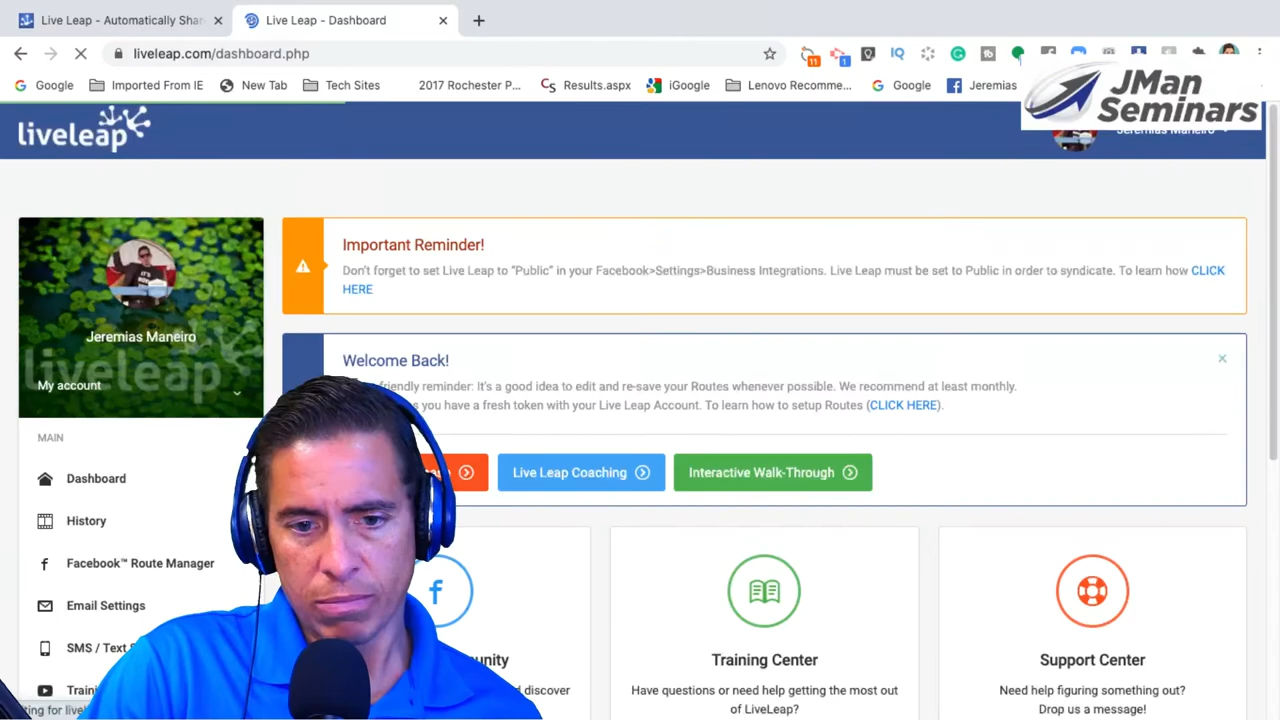 Live Leap - Automatically Shar
Live Leap - Dashboard
liveleap.com/dashboard.php
11
1
Google
Imported From IE
New Tab
Tech Sites
2017 Rochester P...
Results.aspx
iGoogle
Lenovo Recomme...
Google
Jeremias
JMan
Seminars
liveleap
Jeremias Maneiro
Important Reminder!
Don't forget to set Live Leap to "Public" in your Facebook>Settings>Business Integrations. Live Leap must be set to Public in order to syndicate. To learn how CLICK
HERE
Jeremias Maneiro
liveleap
My account
Welcome Back!
friendly reminder: It's a good idea to edit and re-save your Routes whenever possible. We recommend at least monthly.
you have a fresh token with your Live Leap Account. To learn how to setup Routes (CLICK HERE).
Live Leap Coaching
Interactive Walk-Through
MAIN
Dashboard
History
Facebook™ Route Manager
Email Settings
SMS / Text
Training Center
Have questions or need help getting the most out
of LiveLeap?
Support Center
Need help figuring something out?
Drop us a message!
discover